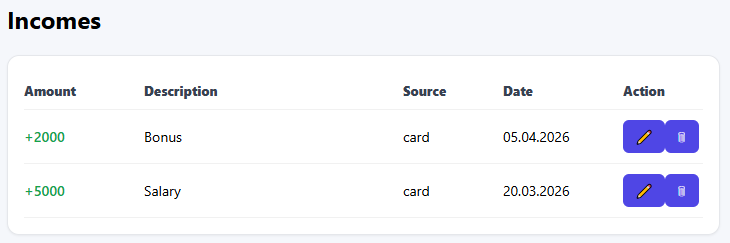 Incomes
Amount Description Source Date Action
+2000 Bonus card 05.04.2026
+5000 Salary card 20.03.2026